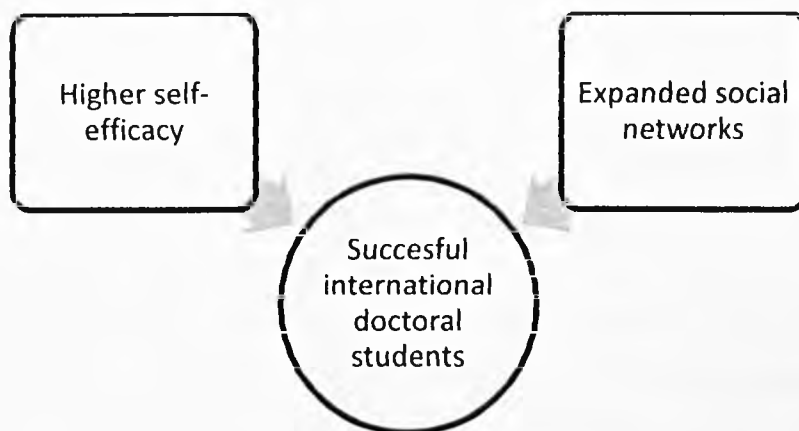 Higher self-
efficacy
Expanded social
networks
Succesful
international
doctoral
students